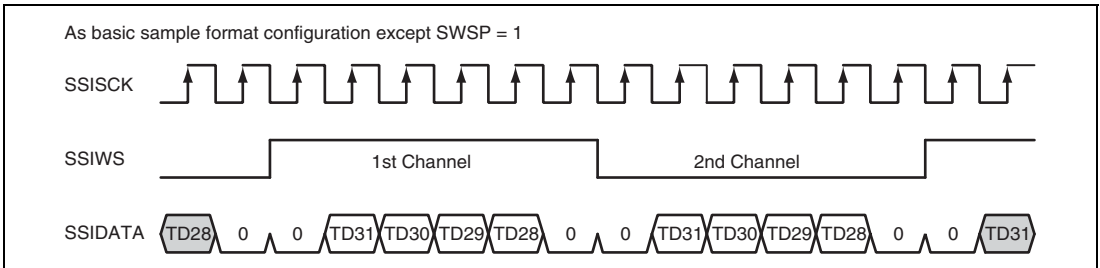 As basic sample format configuration except SWSP = 1
SSISCK
SSIWS 1st Channel 2nd Channel
SSIDATA TD28 0 0 TD31 TD30 TD29 TD28 0 0 TD31 TD30 TD29 TD28 0 0 TD31